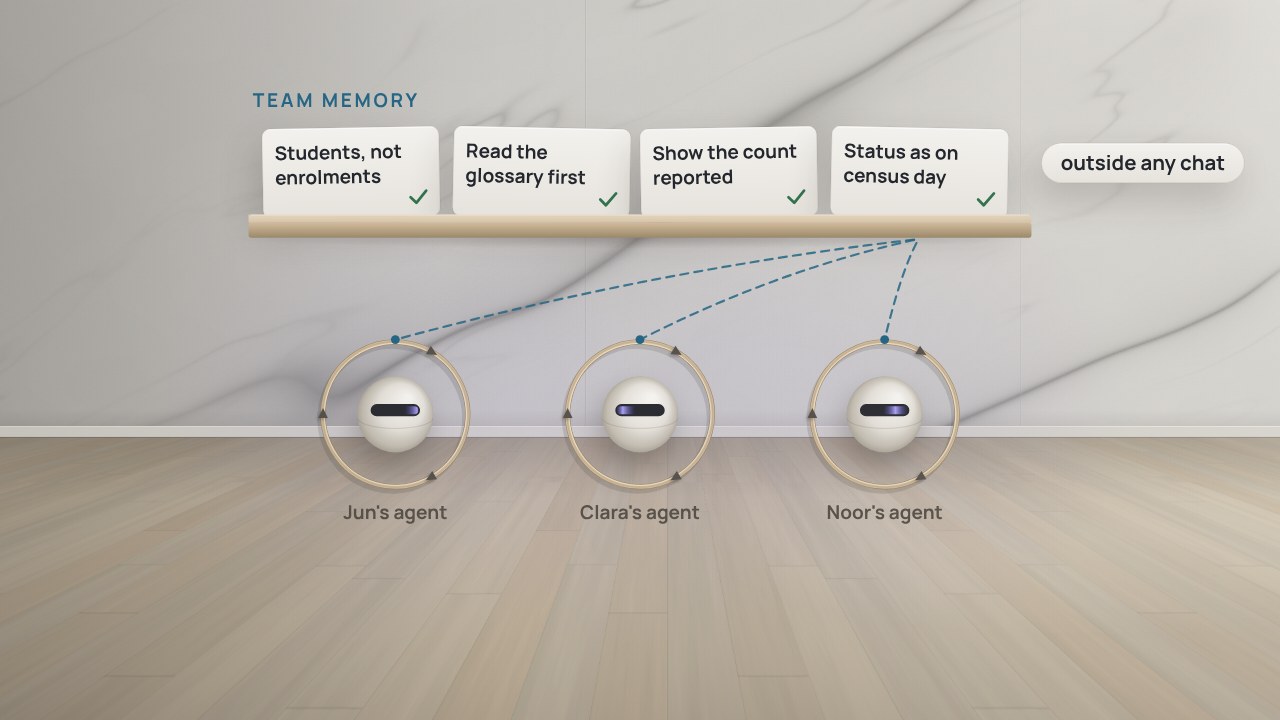 TEAM MEMORY
Students, not
enrolments
Read the
glossary first
Show the count
reported
Status as on
census day
outside any chat
Jun's agent
Clara's agent
Noor's agent